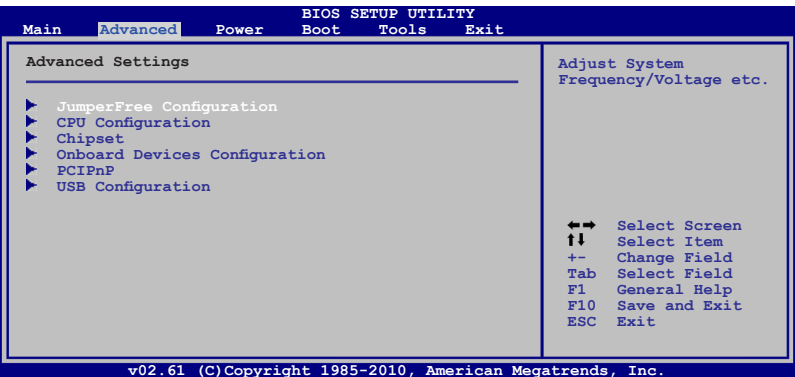 BIOS SETUP UTILITY
Main Advanced Power Boot Tools Exit
Advanced Settings
JumperFree Configuration
CPU Configuration
Chipset
Onboard Devices Configuration
PCIPnP
USB Configuration
Adjust System
Frequency/Voltage etc.
←→ Select Screen
↑↓ Select Item
+- Change Field
Tab Select Field
F1 General Help
F10 Save and Exit
ESC Exit
v02.61 (C)Copyright 1985-2010, American Megatrends, Inc.